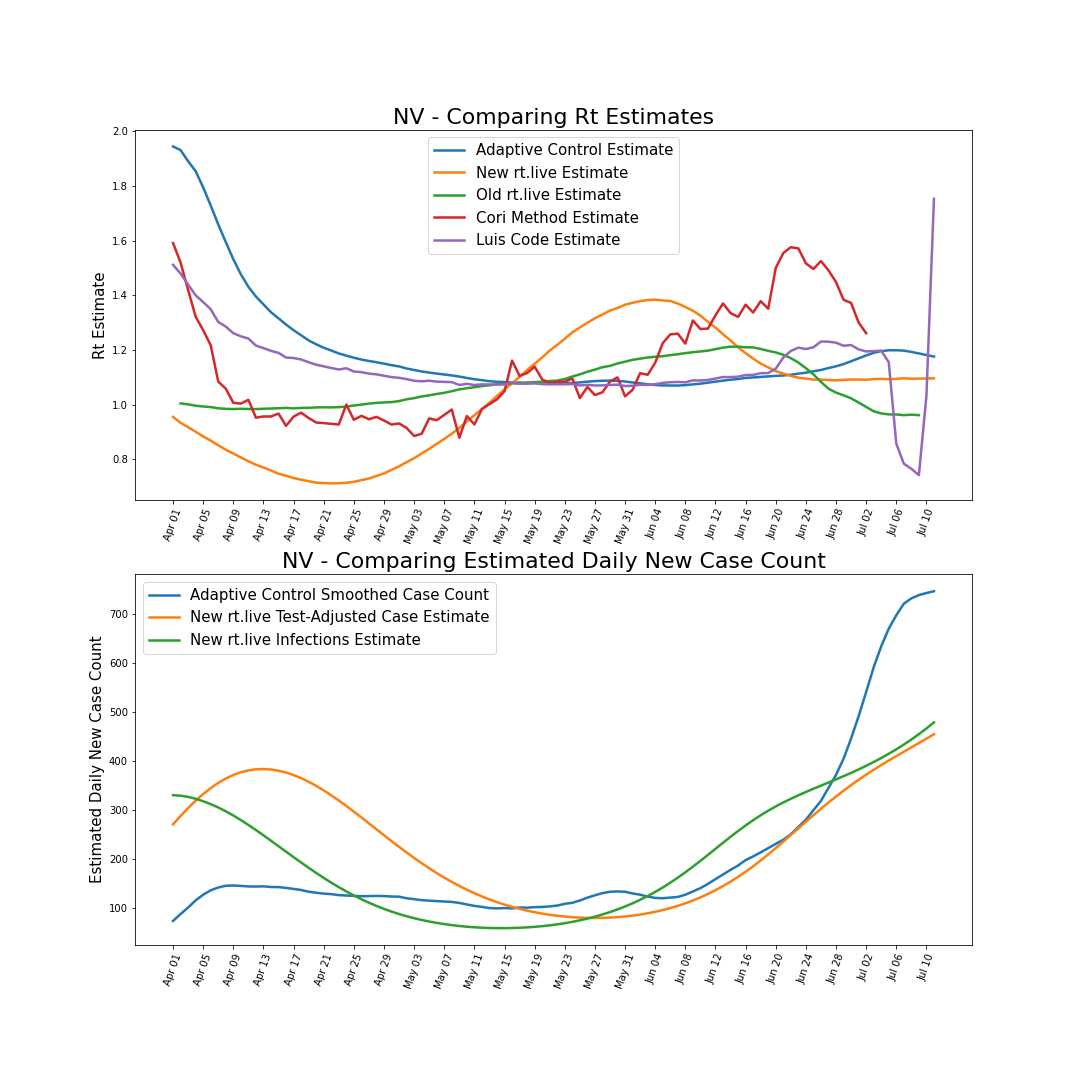 NV - Comparing Rt Estimates
2.0
1.8
1.6
1.4
1.2
1.0
0.8
Rt Estimate
Adaptive Control Estimate
New rt.live Estimate
Old rt.live Estimate
Cori Method Estimate
Luis Code Estimate
Apr 01
Apr 05
Apr 09
Apr 13
Apr 17
Apr 21
Apr 25
Apr 29
May 03
May 07
May 11
May 15
May 19
May 23
May 27
May 31
Jun 04
Jun 08
Jun 12
Jun 16
Jun 20
Jun 24
Jun 28
Jul 02
Jul 06
Jul 10
NV - Comparing Estimated Daily New Case Count
700
600
500
400
300
200
100
Estimated Daily New Case Count
Adaptive Control Smoothed Case Count
New rt.live Test-Adjusted Case Estimate
New rt.live Infections Estimate
Apr 01
Apr 05
Apr 09
Apr 13
Apr 17
Apr 21
Apr 25
Apr 29
May 03
May 07
May 11
May 15
May 19
May 23
May 27
May 31
Jun 04
Jun 08
Jun 12
Jun 16
Jun 20
Jun 24
Jun 28
Jul 02
Jul 06
Jul 10